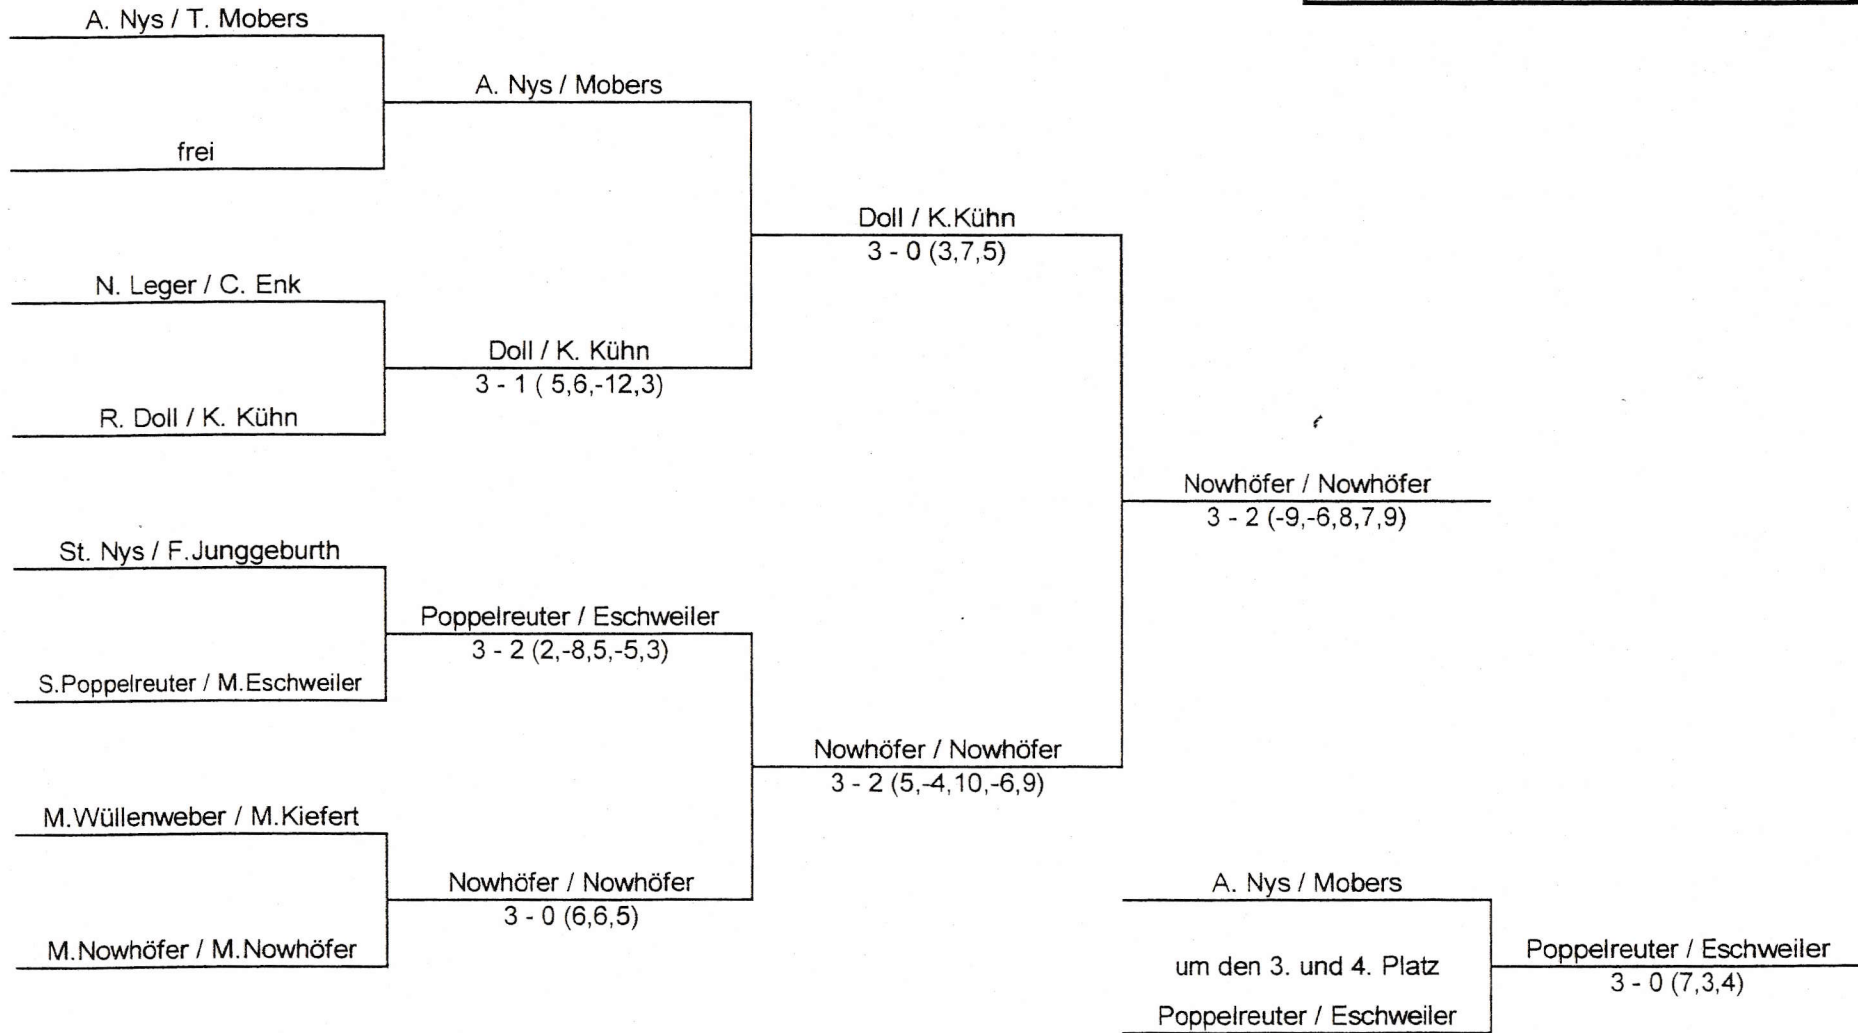 A. Nys / T. Mobers
frei
N. Leger / C. Enk
R. Doll / K. Kühn
St. Nys / F.Junggeburth
S.Poppelreuter / M.Eschweiler
M.Wüllenweber / M.Kiefert
M.Nowhöfer / M.Nowhöfer
A. Nys / Mobers
Doll / K. Kühn
3 - 1 ( 5,6,-12,3)
Poppelreuter / Eschweiler
3 - 2 (2,-8,5,-5,3)
Nowhöfer / Nowhöfer
3 - 0 (6,6,5)
Doll / K.Kühn
3 - 0 (3,7,5)
Nowhöfer / Nowhöfer
3 - 2 (5,-4,10,-6,9)
Nowhöfer / Nowhöfer
3 - 2 (-9,-6,8,7,9)
A. Nys / Mobers
um den 3. und 4. Platz
Poppelreuter / Eschweiler
Poppelreuter / Eschweiler
3 - 0 (7,3,4)